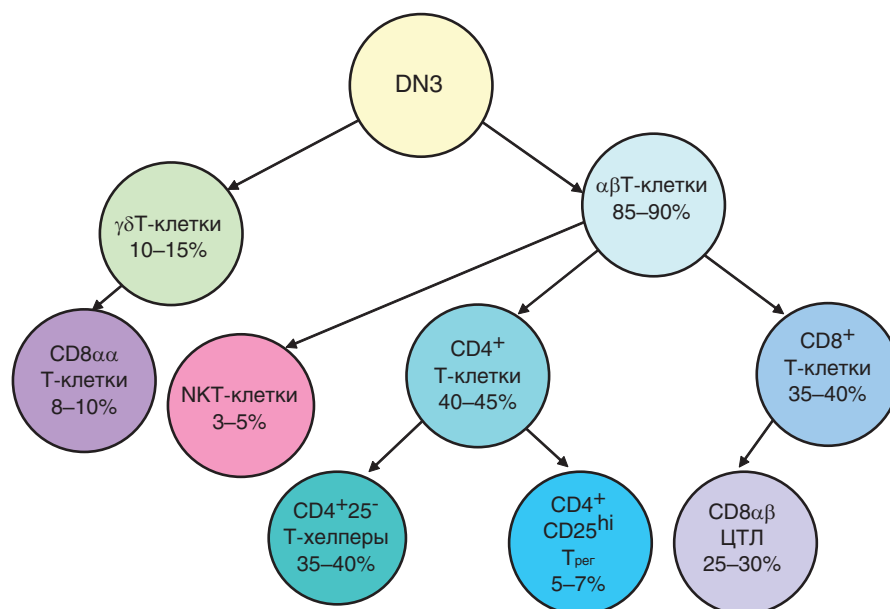 DN3
γδT-клетки
10–15%
αβT-клетки
85–90%
CD8αα
T-клетки
8–10%
NKT-клетки
3–5%
CD4+
T-клетки
40–45%
CD8+
T-клетки
35–40%
CD4+25-
T-хелперы
35–40%
CD4+
CD25hi
Tрег
5–7%
CD8αβ
ЦТЛ
25–30%